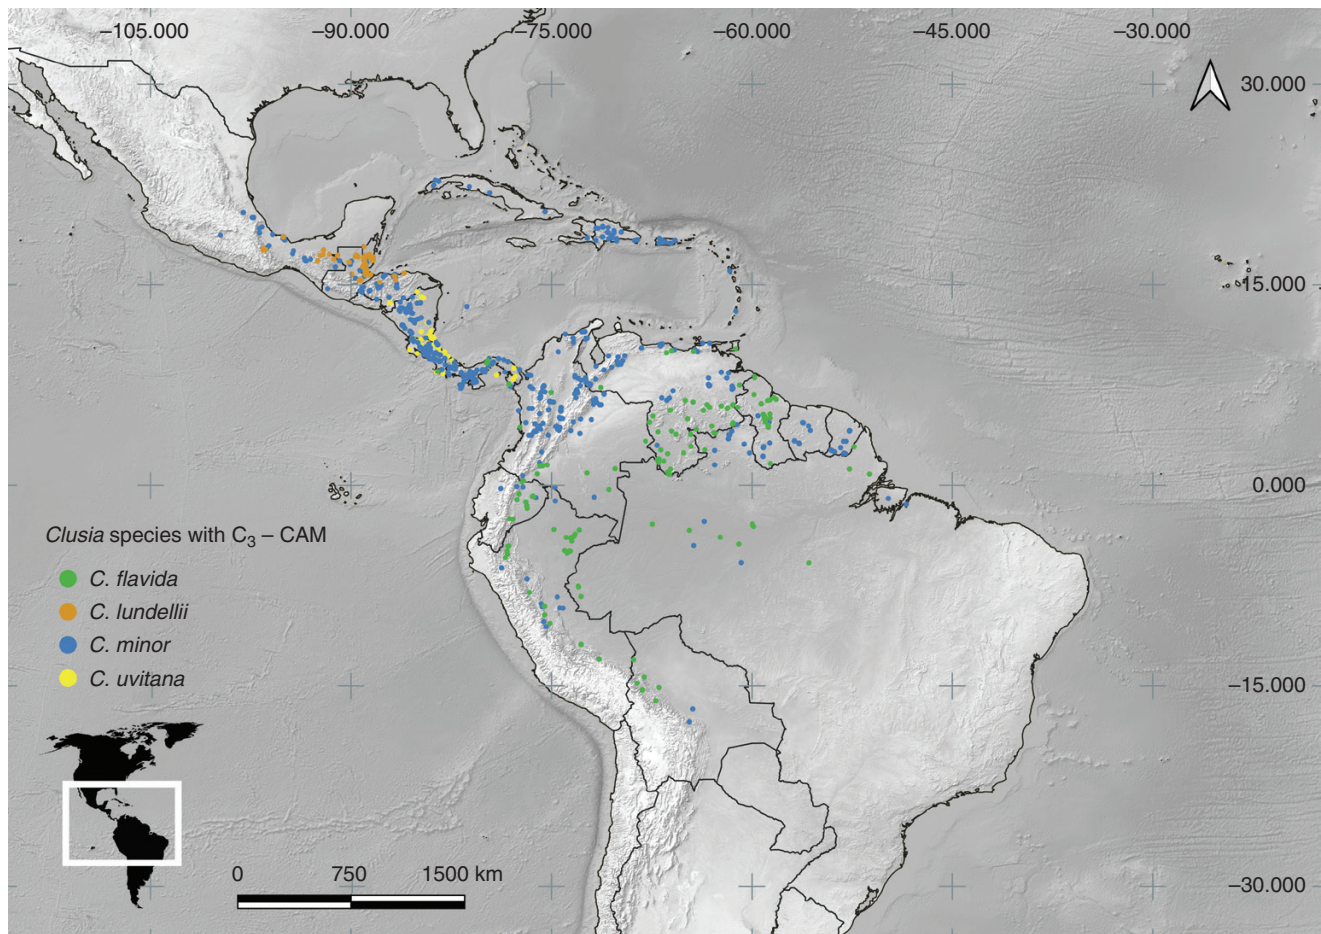 −105.000 −90.000 −75.000 −60.000 −45.000 −30.000
30.000
15.000
0.000
−15.000
−30.000
Clusia species with C₃ – CAM
C. flavida
C. lundellii
C. minor
C. uvitana
0 750 1500 km